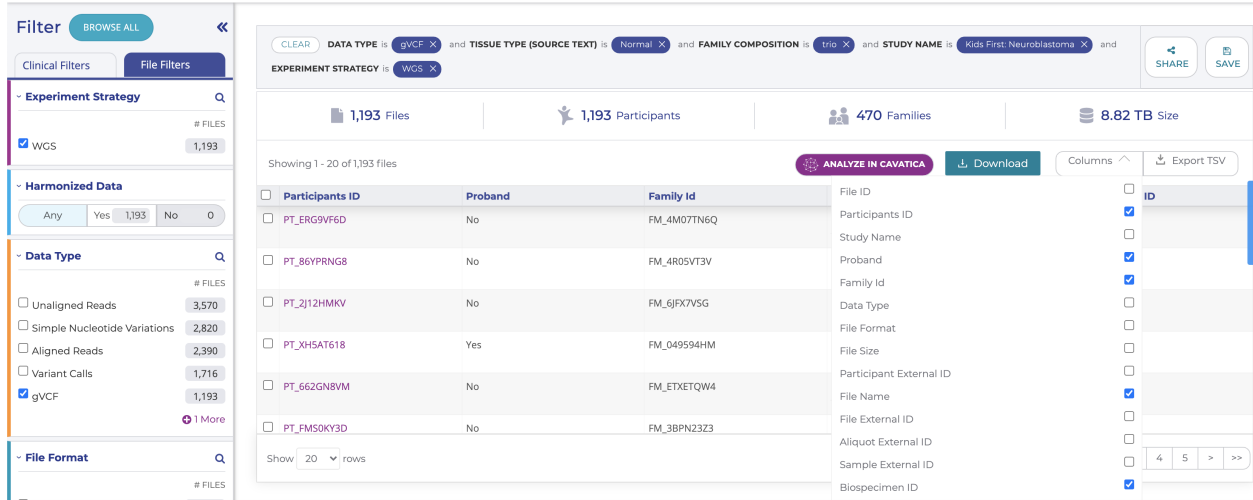 Filter BROWSE ALL «
Clinical Filters File Filters
Experiment Strategy
# FILES
WGS 1,193
Harmonized Data
Any Yes 1,193 No 0
Data Type
# FILES
Unaligned Reads 3,570
Simple Nucleotide Variations 2,820
Aligned Reads 2,390
Variant Calls 1,716
gVCF 1,193
1 More
File Format
# FILES
CLEAR DATA TYPE is gVCF X and TISSUE TYPE (SOURCE TEXT) is Normal X and FAMILY COMPOSITION is trio X and STUDY NAME is Kids First: Neuroblastoma X and
EXPERIMENT STRATEGY is WGS X
SHARE SAVE
1,193 Files 1,193 Participants 470 Families 8.82 TB Size
Showing 1 - 20 of 1,193 files ANALYZE IN CAVATICA Download Columns Export TSV
Participants ID Proband Family Id ID
PT_ERG9VF6D No FM_4M07TN6Q
PT_86YPRNG8 No FM_4R05VT3V
PT_2J12HMKV No FM_6JFX7VSG
PT_XH5AT618 Yes FM_049594HM
PT_662GN8VM No FM_ETXETQW4
PT_FMS0KY3D No FM_3BPN23Z3
File ID
Participants ID
Study Name
Proband
Family Id
Data Type
File Format
File Size
Participant External ID
File Name
File External ID
Aliquot External ID
Sample External ID
Biospecimen ID
Show 20 rows 4 5 > >>